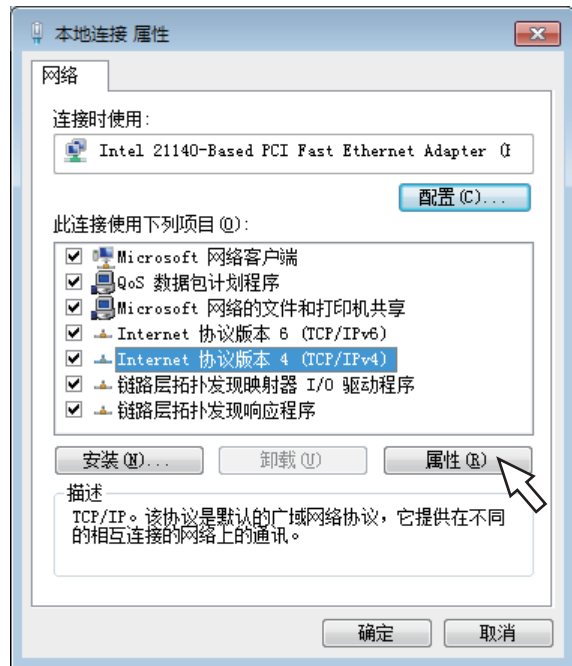 本地连接 属性
网络
连接时使用:
Intel 21140-Based PCI Fast Ethernet Adapter (
配置(C)...
此连接使用下列项目(O):
Microsoft 网络客户端
QoS 数据包计划程序
Microsoft 网络的文件和打印机共享
Internet 协议版本 6 (TCP/IPv6)
Internet 协议版本 4 (TCP/IPv4)
链路层拓扑发现映射器 I/O 驱动程序
链路层拓扑发现响应程序
安装(N)... 卸载(U) 属性(R)
描述
TCP/IP。该协议是默认的广域网络协议，它提供在不同
的相互连接的网络上的通讯。
确定 取消